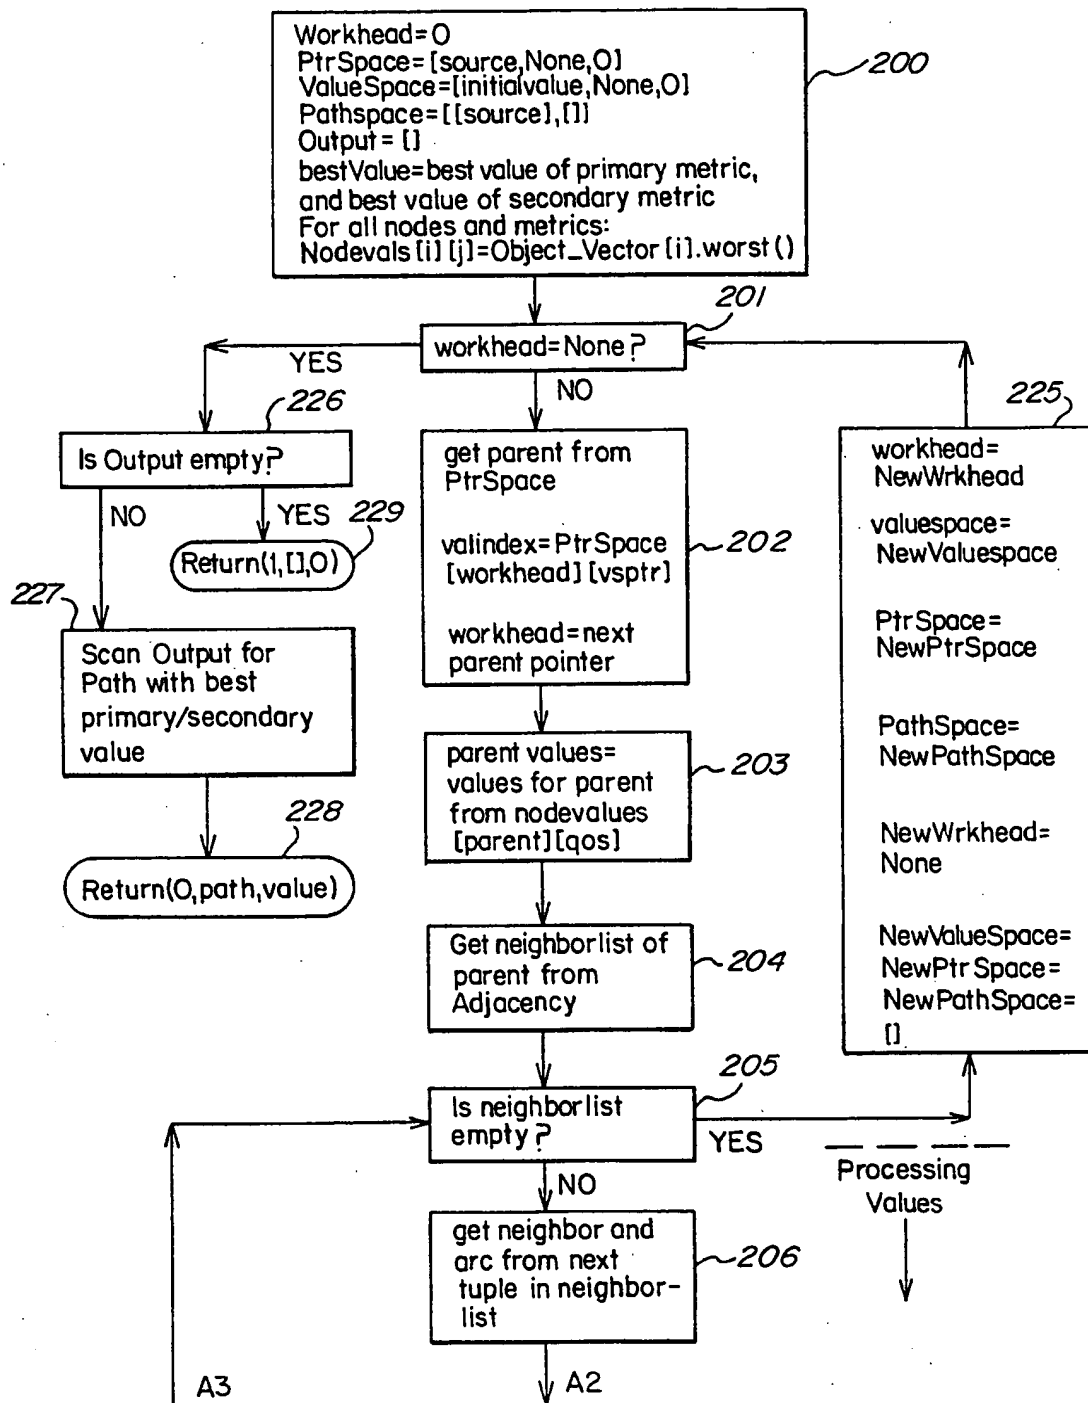 Workhead=0
PtrSpace=[source,None,0]
ValueSpace=[initialvalue,None,0]
Pathspace=[[source],[]]
Output=[]
bestValue=best value of primary metric,
and best value of secondary metric
For all nodes and metrics:
Nodevals[i][j]=Object_Vector[i].worst()
200
201
workhead=None?
YES
NO
226
Is Output empty?
NO
YES
229
Return(1,[],0)
227
Scan Output for
Path with best
primary/secondary
value
228
Return(0,path,value)
get parent from
PtrSpace
valindex=PtrSpace
[workhead][vsptr]
workhead=next
parent pointer
202
parent values=
values for parent
from nodevalues
[parent][qos]
203
Get neighborlist of
parent from
Adjacency
204
205
Is neighborlist
empty?
YES
NO
get neighbor and
arc from next
tuple in neighbor-
list
206
225
workhead=
NewWrkhead
valuespace=
NewValuespace
PtrSpace=
NewPtrSpace
PathSpace=
NewPathSpace
NewWrkhead=
None
NewValueSpace=
NewPtrSpace=
NewPathSpace=
[]
Processing
Values
A3
A2